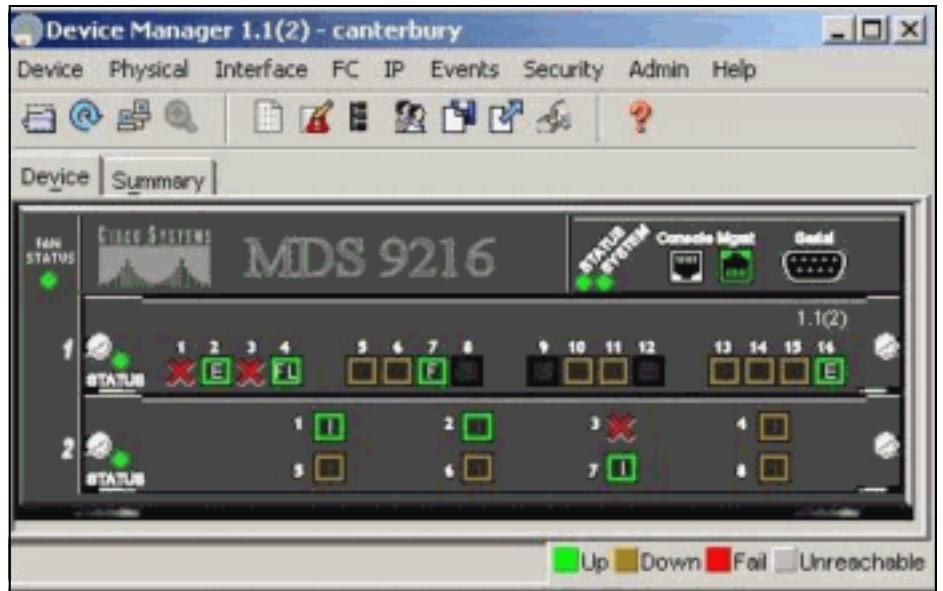 Device Manager 1.1(2) - canterbury
Device Physical Interface FC IP Events Security Admin Help
Device Summary
FAN STATUS
CISCO SYSTEMS
MDS 9216
STATUS
SYSTEM
Console Mgmt Serial
1.1(2)
1
1 2 3 4 5 6 7 8 9 10 11 12 13 14 15 16
E FL F E
STATUS
2
1 2 3 4
5 6 7 8
STATUS
Up Down Fail Unreachable